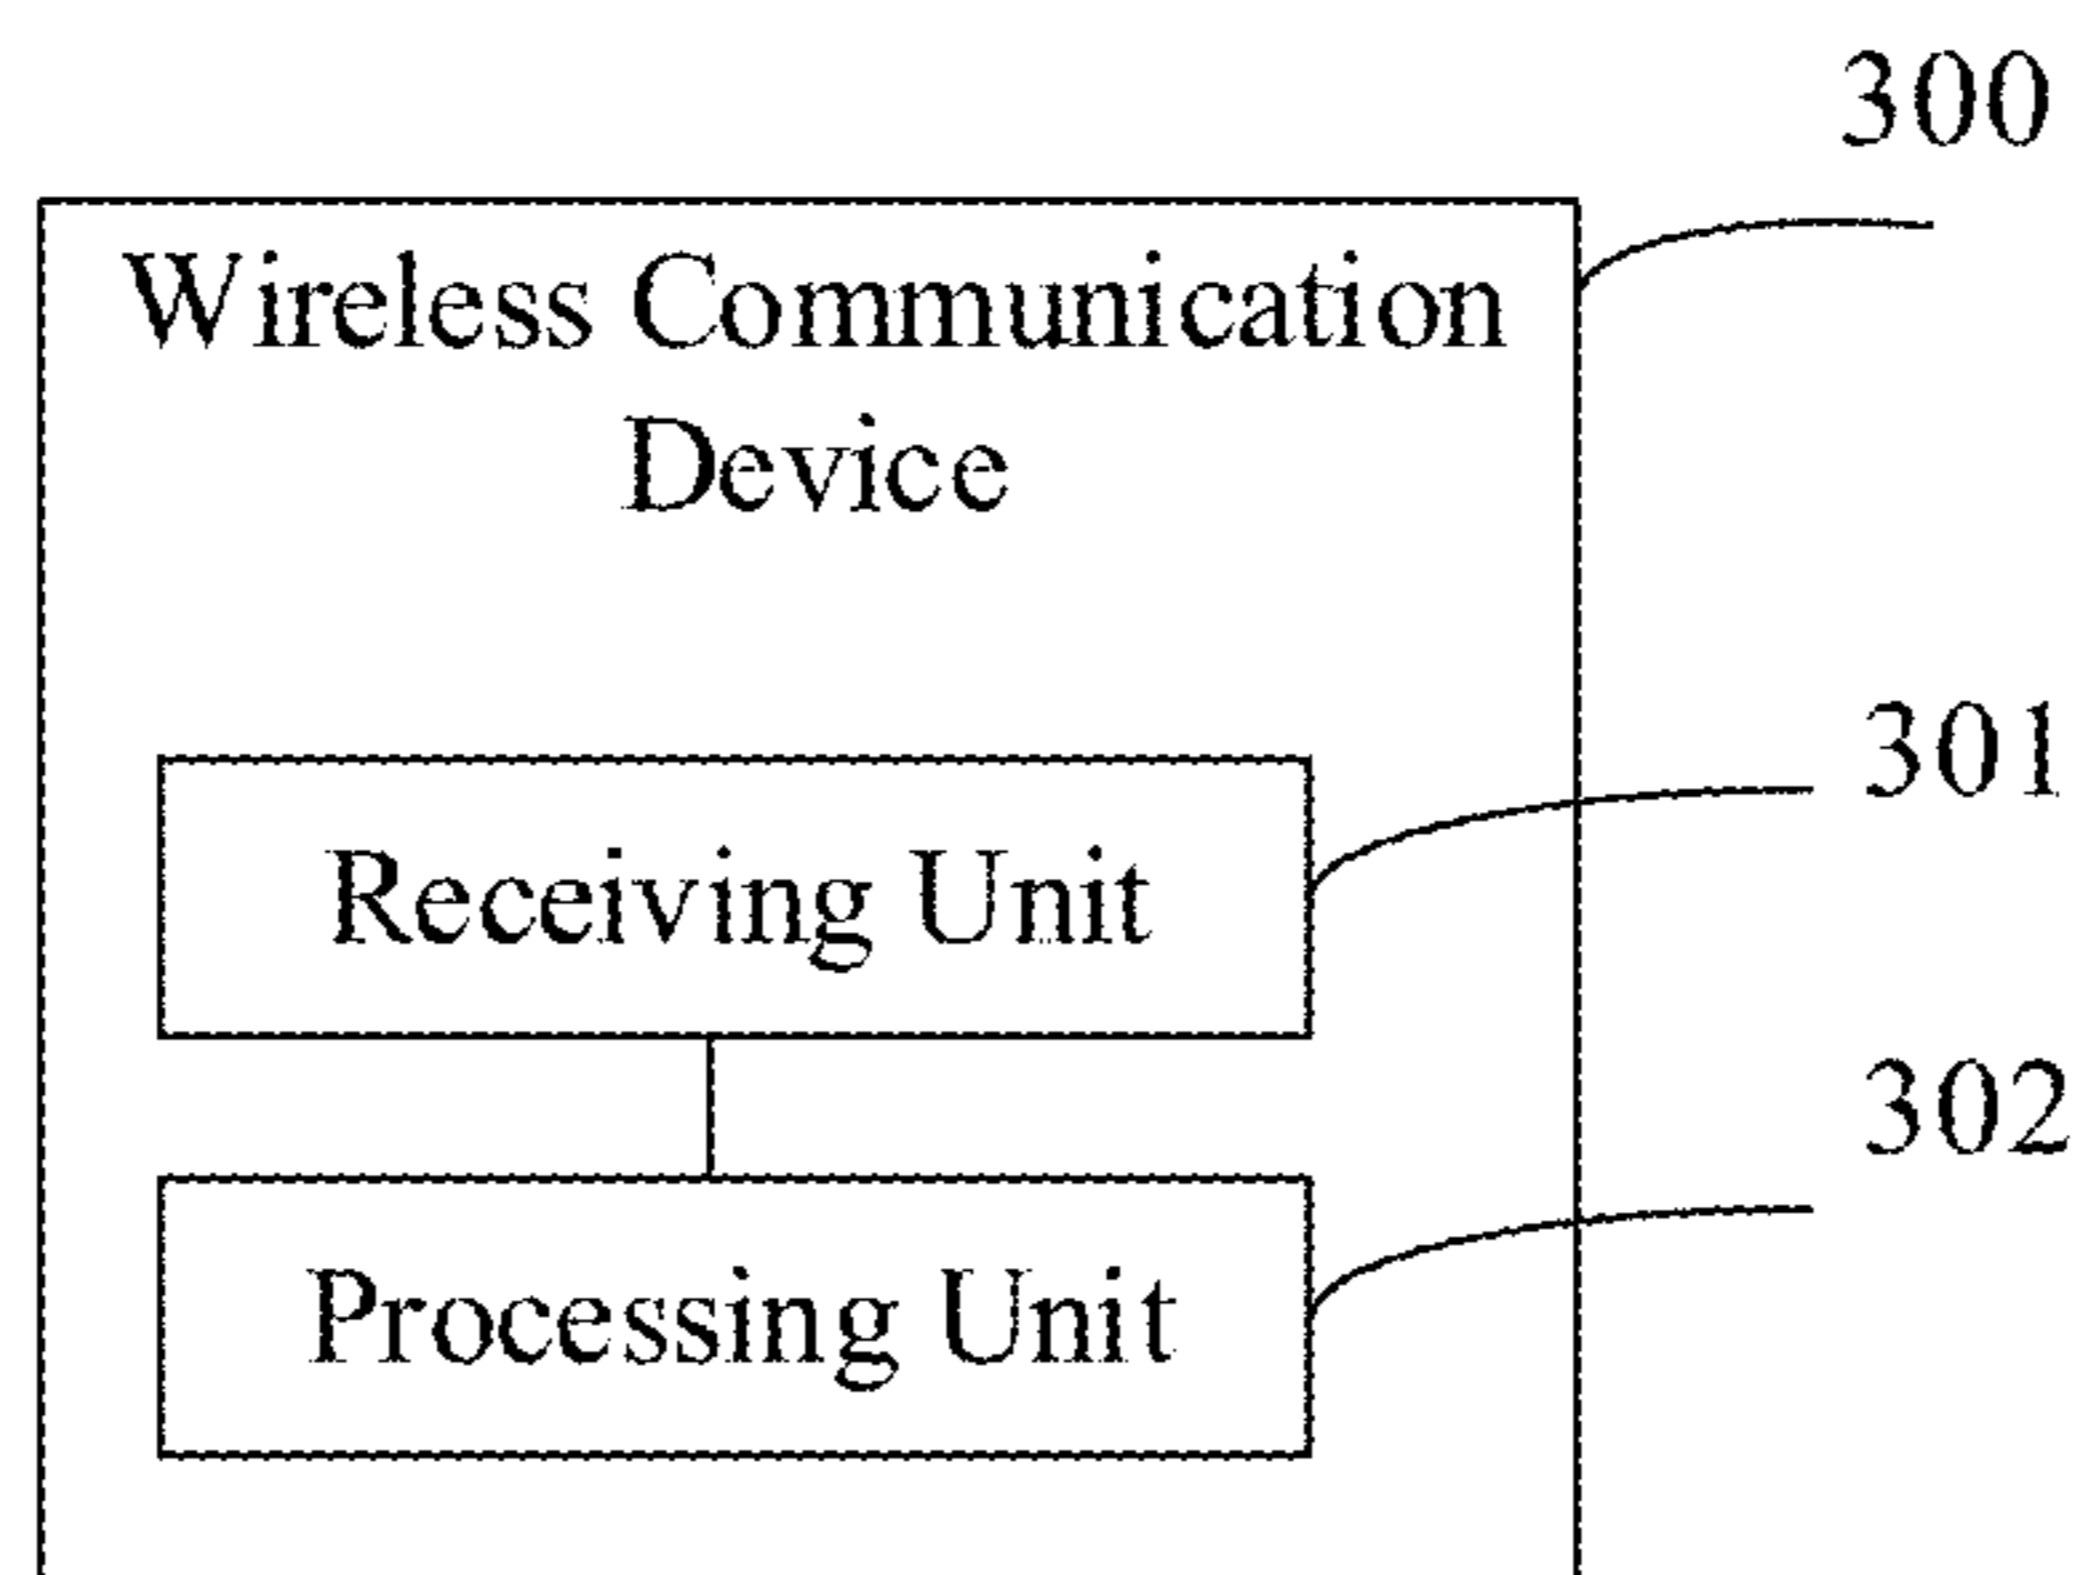 300
Wireless Communication
Device
301
Receiving Unit
302
Processing Unit